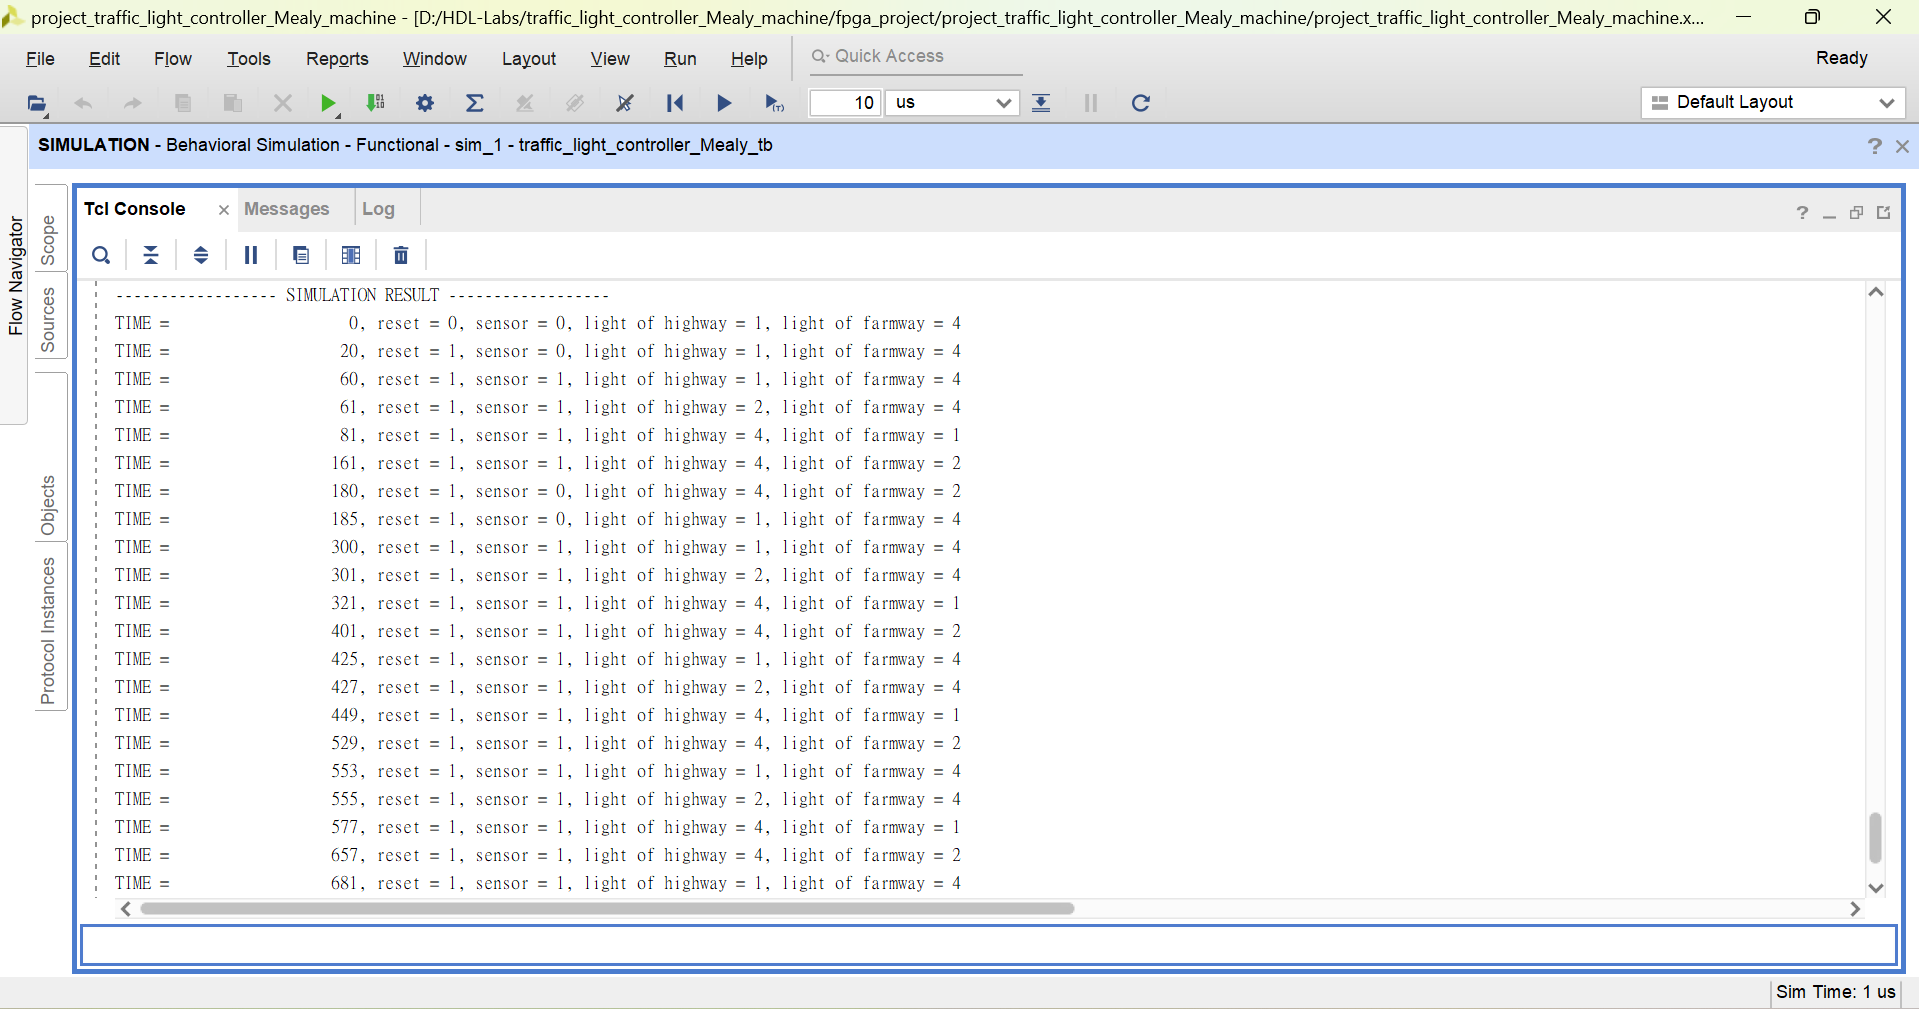 project_traffic_light_controller_Mealy_machine - [D:/HDL-Labs/traffic_light_controller_Mealy_machine/fpga_project/project_traffic_light_controller_Mealy_machine/project_traffic_light_controller_Mealy_machine.x...
File Edit Flow Tools Reports Window Layout View Run Help Quick Access Ready
10 us Default Layout
SIMULATION - Behavioral Simulation - Functional - sim_1 - traffic_light_controller_Mealy_tb
Flow Navigator
Scope
Sources
Objects
Protocol Instances
Tcl Console Messages Log
------------------ SIMULATION RESULT ------------------
TIME = 0, reset = 0, sensor = 0, light of highway = 1, light of farmway = 4
TIME = 20, reset = 1, sensor = 0, light of highway = 1, light of farmway = 4
TIME = 60, reset = 1, sensor = 1, light of highway = 1, light of farmway = 4
TIME = 61, reset = 1, sensor = 1, light of highway = 2, light of farmway = 4
TIME = 81, reset = 1, sensor = 1, light of highway = 4, light of farmway = 1
TIME = 161, reset = 1, sensor = 1, light of highway = 4, light of farmway = 2
TIME = 180, reset = 1, sensor = 0, light of highway = 4, light of farmway = 2
TIME = 185, reset = 1, sensor = 0, light of highway = 1, light of farmway = 4
TIME = 300, reset = 1, sensor = 1, light of highway = 1, light of farmway = 4
TIME = 301, reset = 1, sensor = 1, light of highway = 2, light of farmway = 4
TIME = 321, reset = 1, sensor = 1, light of highway = 4, light of farmway = 1
TIME = 401, reset = 1, sensor = 1, light of highway = 4, light of farmway = 2
TIME = 425, reset = 1, sensor = 1, light of highway = 1, light of farmway = 4
TIME = 427, reset = 1, sensor = 1, light of highway = 2, light of farmway = 4
TIME = 449, reset = 1, sensor = 1, light of highway = 4, light of farmway = 1
TIME = 529, reset = 1, sensor = 1, light of highway = 4, light of farmway = 2
TIME = 553, reset = 1, sensor = 1, light of highway = 1, light of farmway = 4
TIME = 555, reset = 1, sensor = 1, light of highway = 2, light of farmway = 4
TIME = 577, reset = 1, sensor = 1, light of highway = 4, light of farmway = 1
TIME = 657, reset = 1, sensor = 1, light of highway = 4, light of farmway = 2
TIME = 681, reset = 1, sensor = 1, light of highway = 1, light of farmway = 4
Sim Time: 1 us